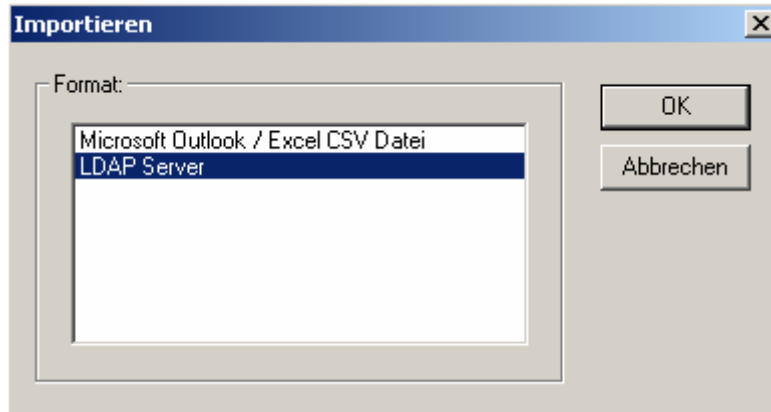 Importieren
Format:
OK
Microsoft Outlook / Excel CSV Datei
LDAP Server
Abbrechen